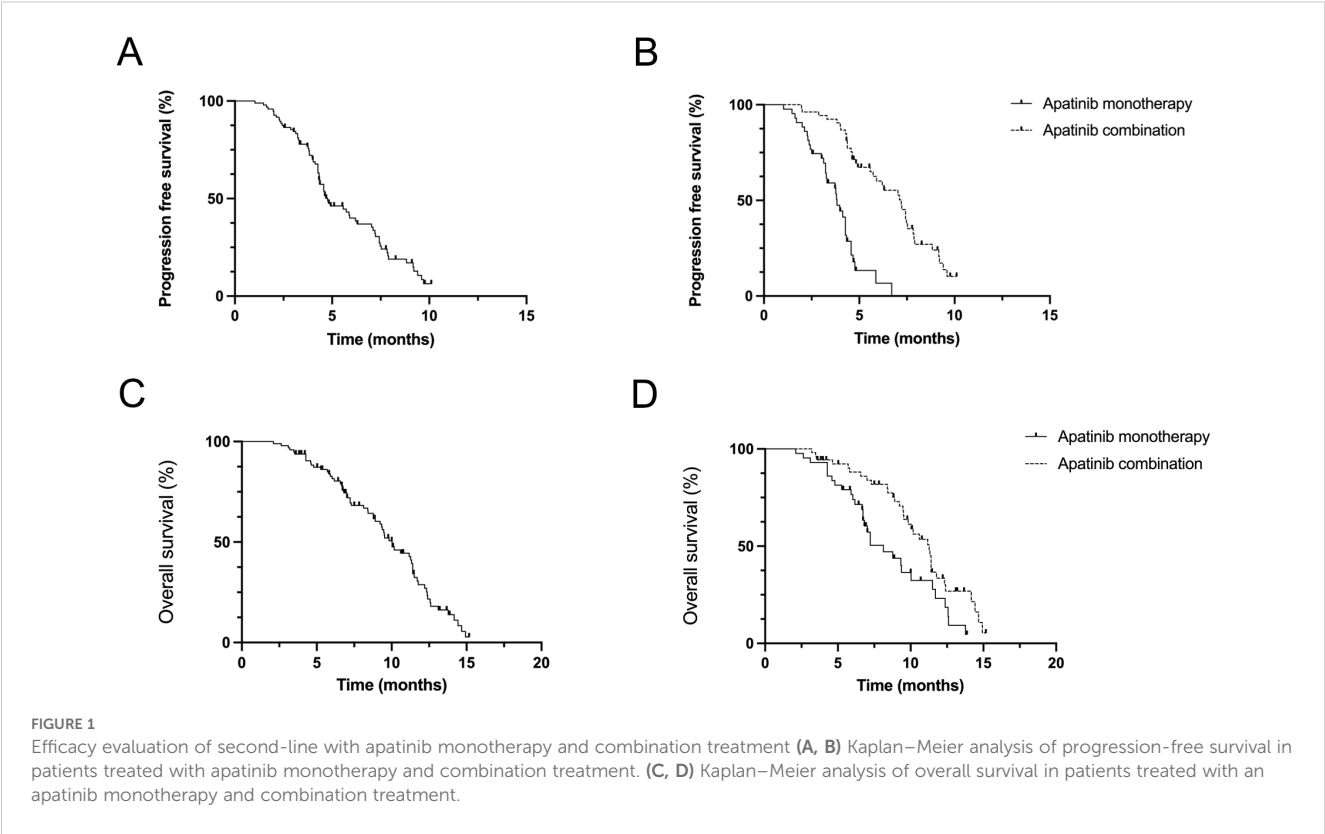 A
Progression free survival (%)
100
50
0
0 5 10 15
Time (months)
B
Progression free survival (%)
100
50
0
0 5 10 15
Time (months)
Apatinib monotherapy
Apatinib combination
C
Overall survival (%)
100
50
0
0 5 10 15 20
Time (months)
D
Overall survival (%)
100
50
0
0 5 10 15 20
Time (months)
Apatinib monotherapy
Apatinib combination
FIGURE 1
Efficacy evaluation of second-line with apatinib monotherapy and combination treatment (A, B) Kaplan–Meier analysis of progression-free survival in
patients treated with apatinib monotherapy and combination treatment. (C, D) Kaplan–Meier analysis of overall survival in patients treated with an
apatinib monotherapy and combination treatment.